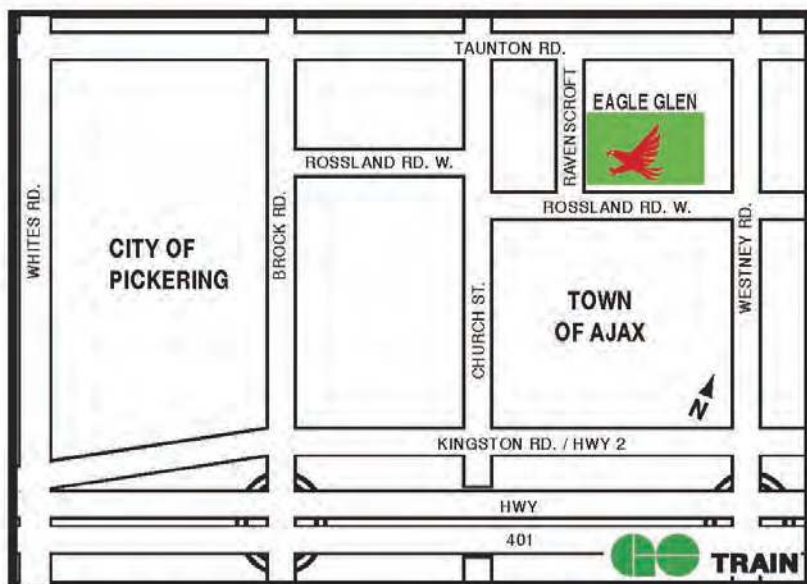 TAUNTON RD.
RAVENSCROFT
EAGLE GLEN
ROSSLAND RD. W.
ROSSLAND RD. W.
WHITES RD.
CITY OF
PICKERING
BROCK RD.
CHURCH ST.
TOWN
OF AJAX
WESTNEY RD.
N
KINGSTON RD. / HWY 2
HWY
401
GO TRAIN